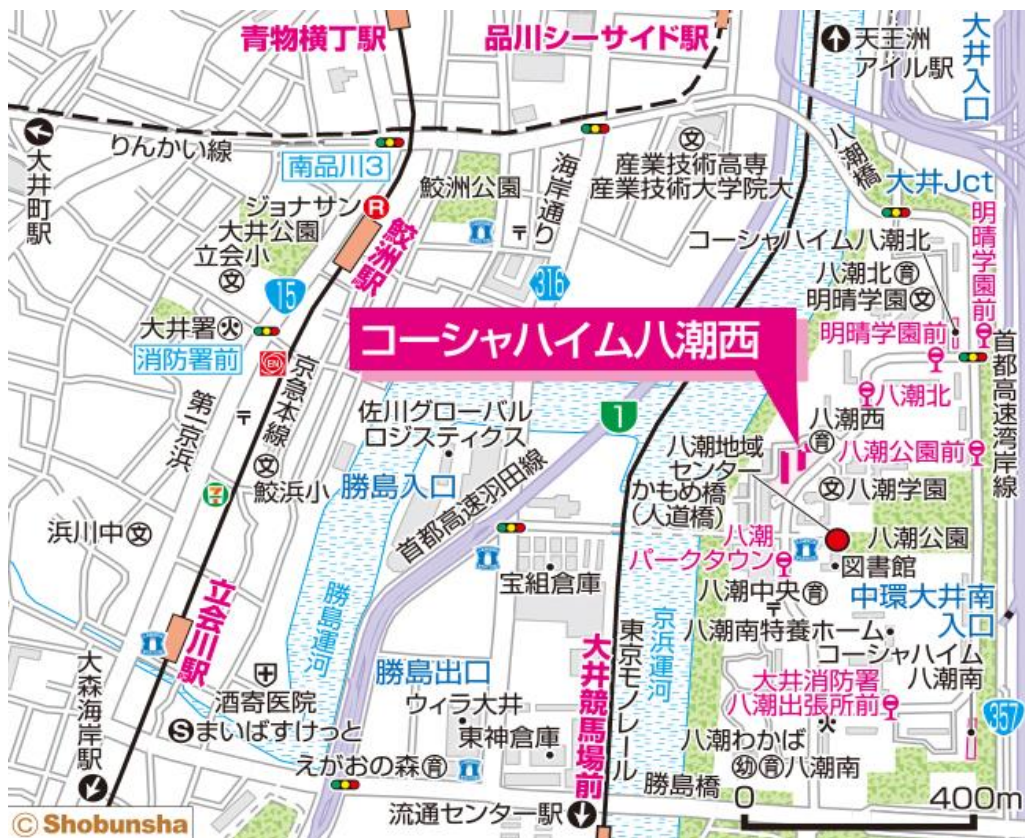 青物横丁駅
品川シーサイド駅
天王洲
アイル駅
大井入口
りんかい線
南品川3
大井町駅
海岸通り
産業技術高専
産業技術大学院大
八潮橋
大井Jct
ジョナサン
R
鮫洲公園
大井公園
立会小
鮫洲駅
15
316
コーシャハイム八潮北
八潮北
明晴学園
明晴学園前
明晴学園前
大井署
消防署前
EN
コーシャハイム八潮西
首都高速湾岸線
八潮北
京急本線
第一京浜
佐川グローバル
ロジスティクス
1
八潮西
八潮公園前
八潮地域
センター
かもめ橋
(人道橋)
八潮学園
鮫浜小
勝島入口
首都高速羽田線
浜川中
八潮
パークタウン
八潮公園
図書館
宝組倉庫
八潮中央
中環大井南
入口
立会川駅
勝島運河
京浜運河
東京モノレール
八潮南特養ホーム
コーシャハイム
八潮南
大井競馬場前
勝島出口
大井消防署
八潮出張所前
357
酒寄医院
ウィラ大井
まいばすけっと
東神倉庫
八潮わかば
幼育八潮南
大森海岸駅
えがおの森育
勝島橋
流通センター駅
0 400m
© Shobunsha